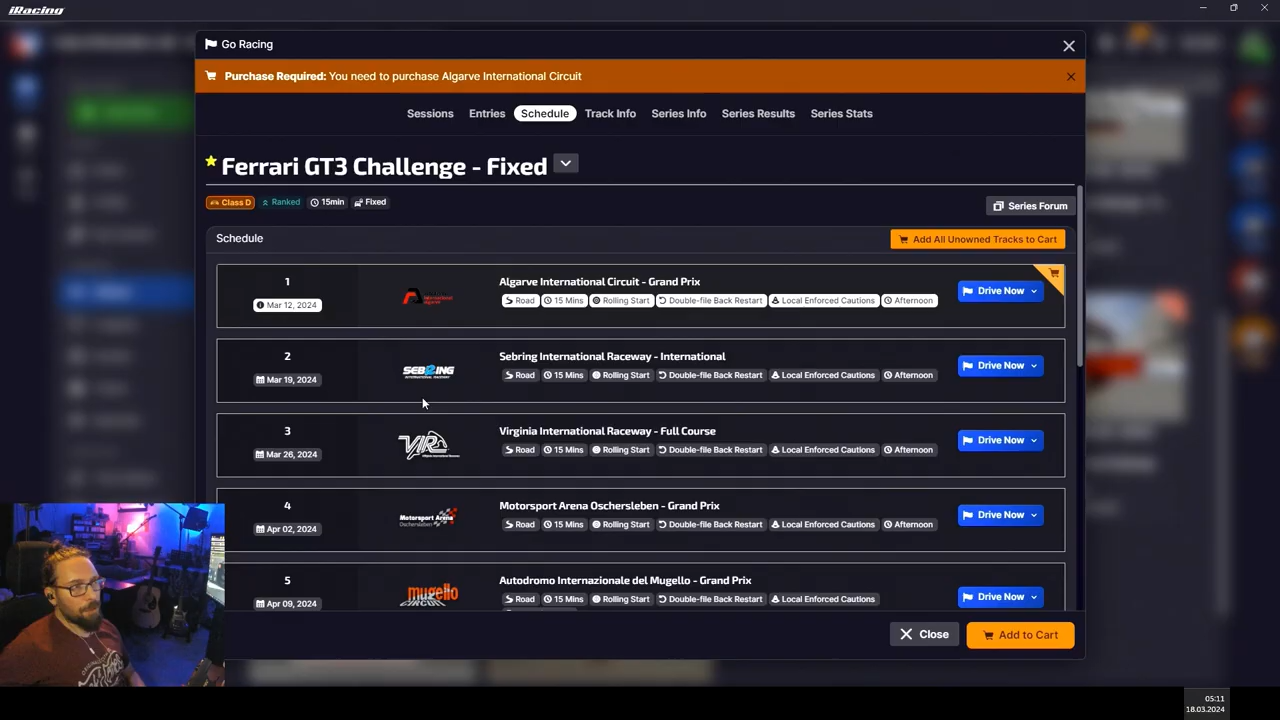 iRacing
Go Racing
Purchase Required: You need to purchase Algarve International Circuit
Sessions Entries Schedule Track Info Series Info Series Results Series Stats
Ferrari GT3 Challenge - Fixed
Class D Ranked 15min Fixed
Series Forum
Schedule
Add All Unowned Tracks to Cart
1
Mar 12, 2024
Algarve International Circuit - Grand Prix
Road 15 Mins Rolling Start Double-file Back Restart Local Enforced Cautions Afternoon
Drive Now
2
Mar 19, 2024
SEBRING
Sebring International Raceway - International
Road 15 Mins Rolling Start Double-file Back Restart Local Enforced Cautions Afternoon
Drive Now
3
Mar 26, 2024
VIR
Virginia International Raceway - Full Course
Road 15 Mins Rolling Start Double-file Back Restart Local Enforced Cautions Afternoon
Drive Now
4
Apr 02, 2024
Motorsport Arena
Oschersleben
Motorsport Arena Oschersleben - Grand Prix
Road 15 Mins Rolling Start Double-file Back Restart Local Enforced Cautions Afternoon
Drive Now
5
Apr 09, 2024
mugello
CIRCUIT
Autodromo Internazionale del Mugello - Grand Prix
Road 15 Mins Rolling Start Double-file Back Restart Local Enforced Cautions
Drive Now
Close
Add to Cart
05:11
18.03.2024